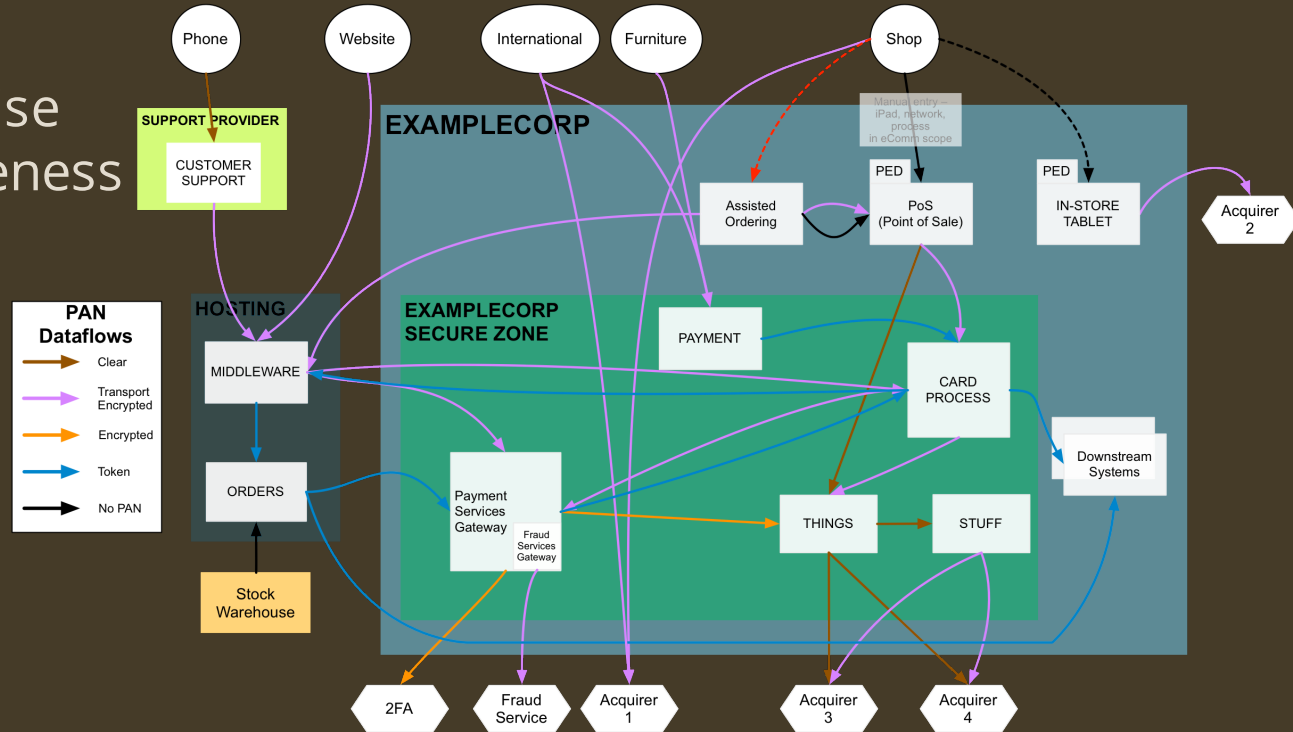 se
eness
Phone
Website
International
Furniture
Shop
SUPPORT PROVIDER
CUSTOMER
SUPPORT
EXAMPLECORP
Manual entry –
iPad, network,
process
in eComm scope
PED
PED
Assisted
Ordering
PoS
(Point of Sale)
IN-STORE
TABLET
Acquirer
2
PAN
Dataflows
Clear
Transport
Encrypted
Encrypted
Token
No PAN
HOSTING
MIDDLEWARE
ORDERS
Stock
Warehouse
EXAMPLECORP
SECURE ZONE
PAYMENT
CARD
PROCESS
Downstream
Systems
Payment
Services
Gateway
Fraud
Services
Gateway
THINGS
STUFF
2FA
Fraud
Service
Acquirer
1
Acquirer
3
Acquirer
4